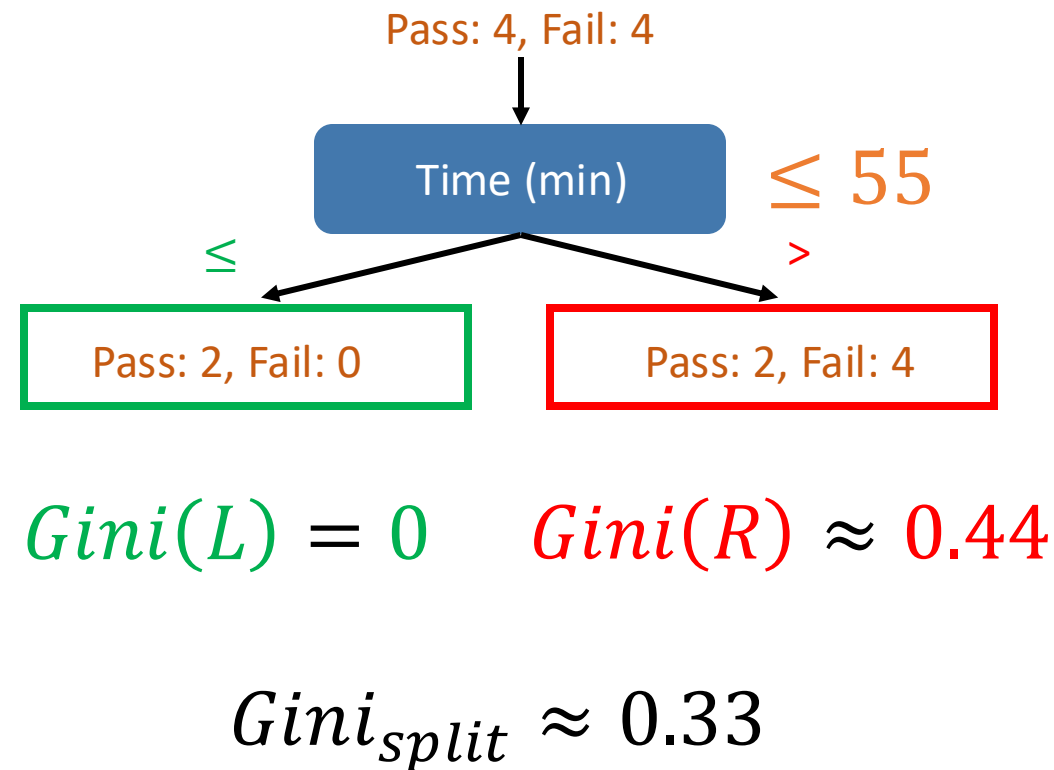 Pass: 4, Fail: 4
Time (min)
≤ 55
≤
>
Pass: 2, Fail: 0
Pass: 2, Fail: 4
Gini(L) = 0
Gini(R) ≈ 0.44
Gini_split ≈ 0.33